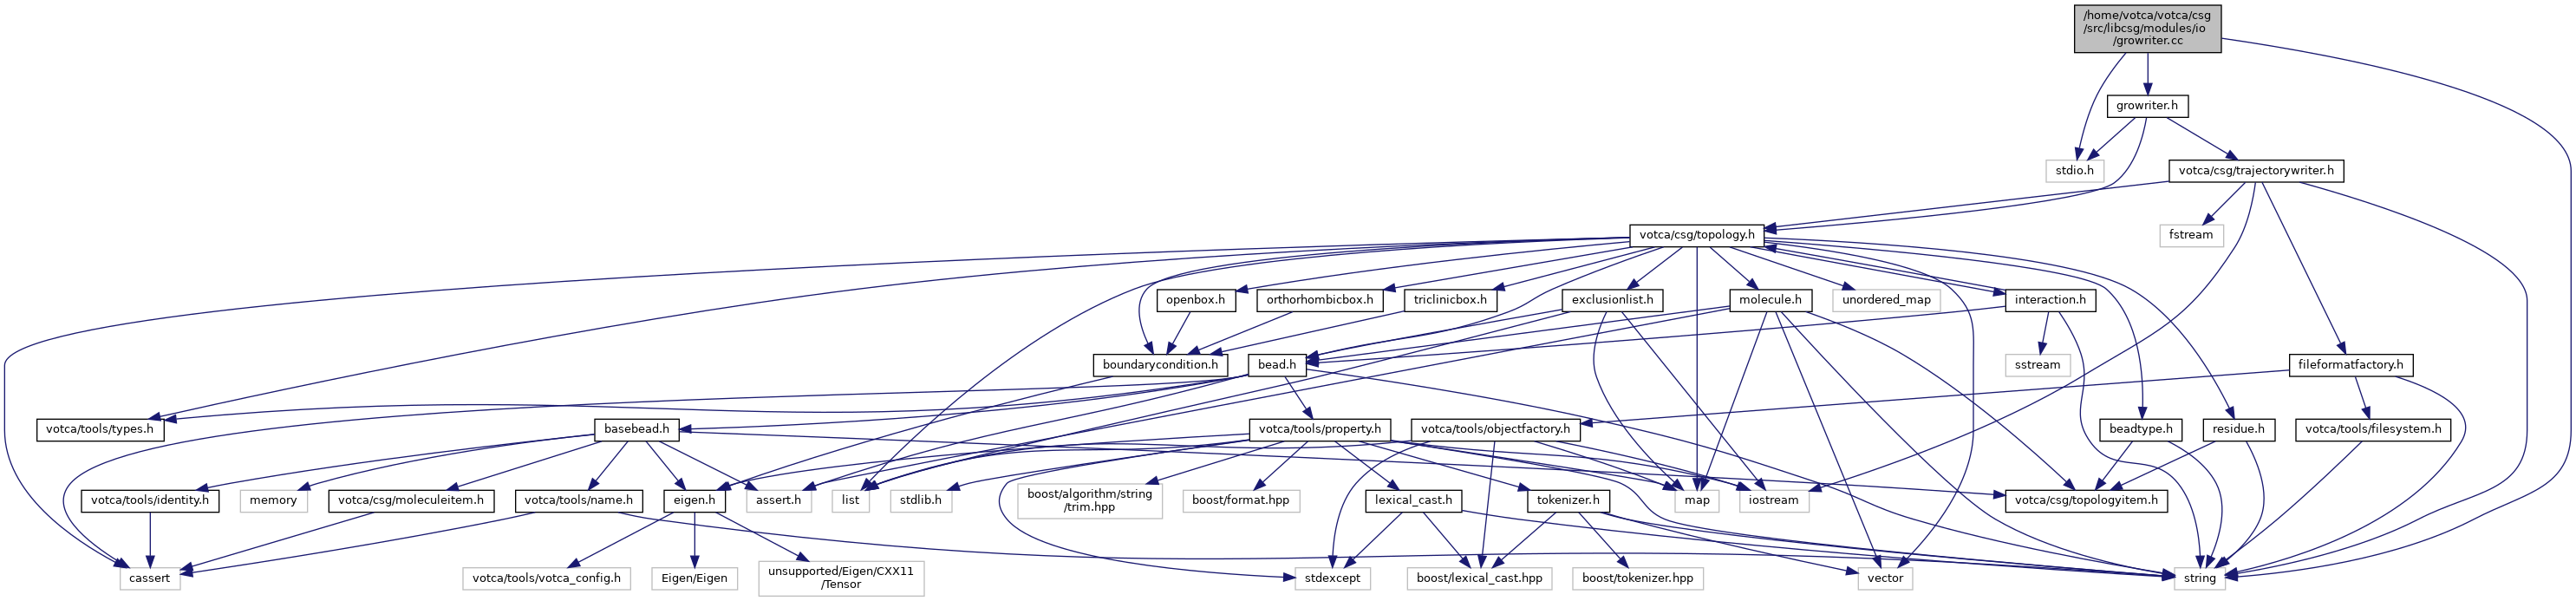 /home/votca/votca/csg
/src/libcsg/modules/io
/growriter.cc
growriter.h
stdio.h
votca/csg/trajectorywriter.h
votca/csg/topology.h
fstream
openbox.h
orthorhombicbox.h
triclinicbox.h
exclusionlist.h
molecule.h
unordered_map
interaction.h
boundarycondition.h
bead.h
sstream
fileformatfactory.h
votca/tools/types.h
basebead.h
votca/tools/property.h
votca/tools/objectfactory.h
beadtype.h
residue.h
votca/tools/filesystem.h
votca/tools/identity.h
memory
votca/csg/moleculeitem.h
votca/tools/name.h
eigen.h
assert.h
list
stdlib.h
boost/algorithm/string
/trim.hpp
boost/format.hpp
lexical_cast.h
tokenizer.h
map
iostream
votca/csg/topologyitem.h
cassert
votca/tools/votca_config.h
Eigen/Eigen
unsupported/Eigen/CXX11
/Tensor
stdexcept
boost/lexical_cast.hpp
boost/tokenizer.hpp
vector
string